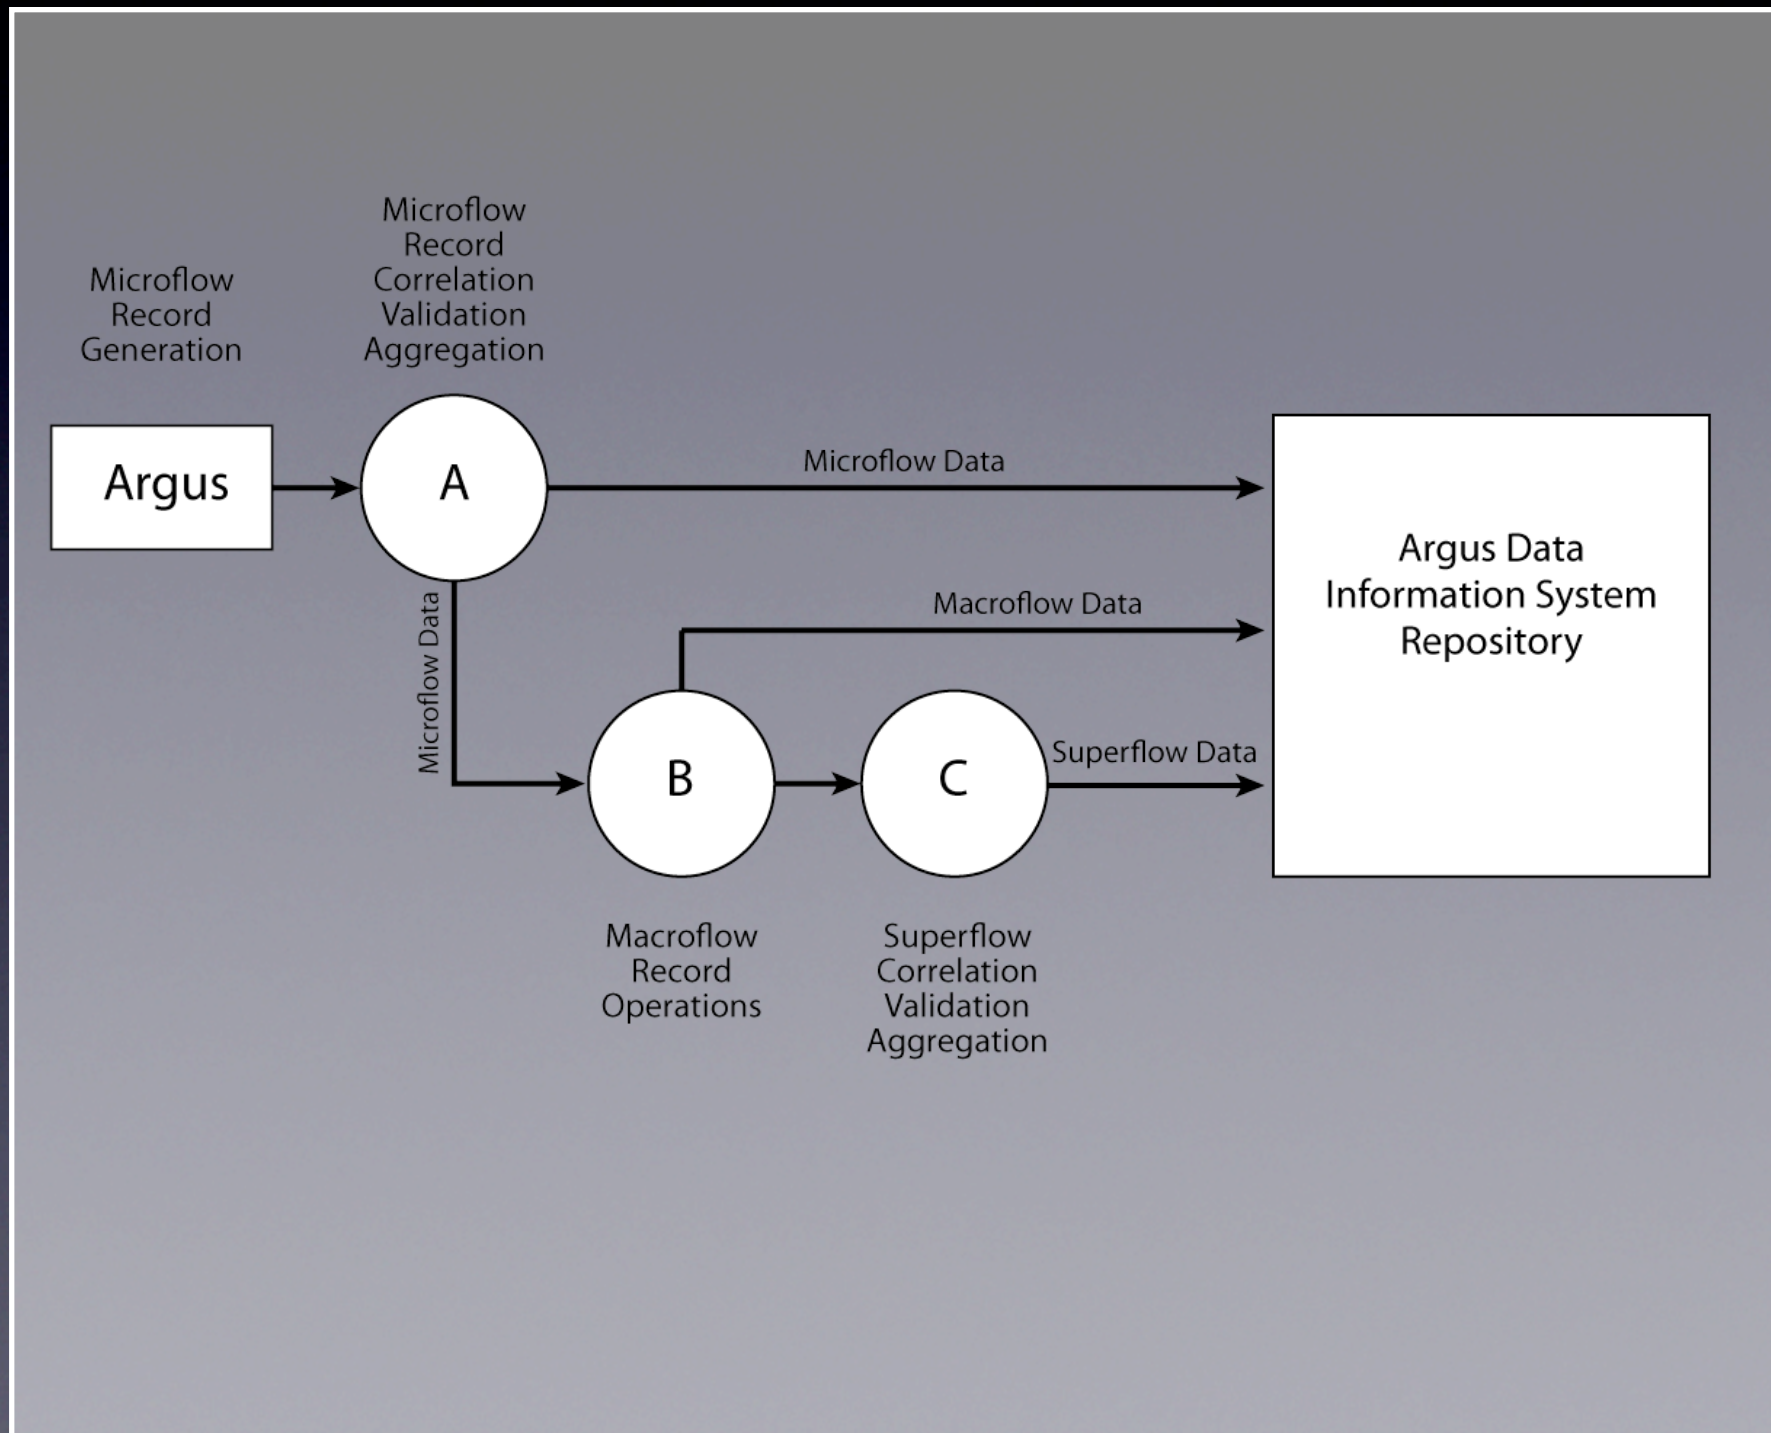 Microflow
Record
Generation
Microflow
Record
Correlation
Validation
Aggregation
Argus
A
Microflow Data
Argus Data
Information System
Repository
Microflow Data
Macroflow Data
B
C
Superflow Data
Macroflow
Record
Operations
Superflow
Correlation
Validation
Aggregation